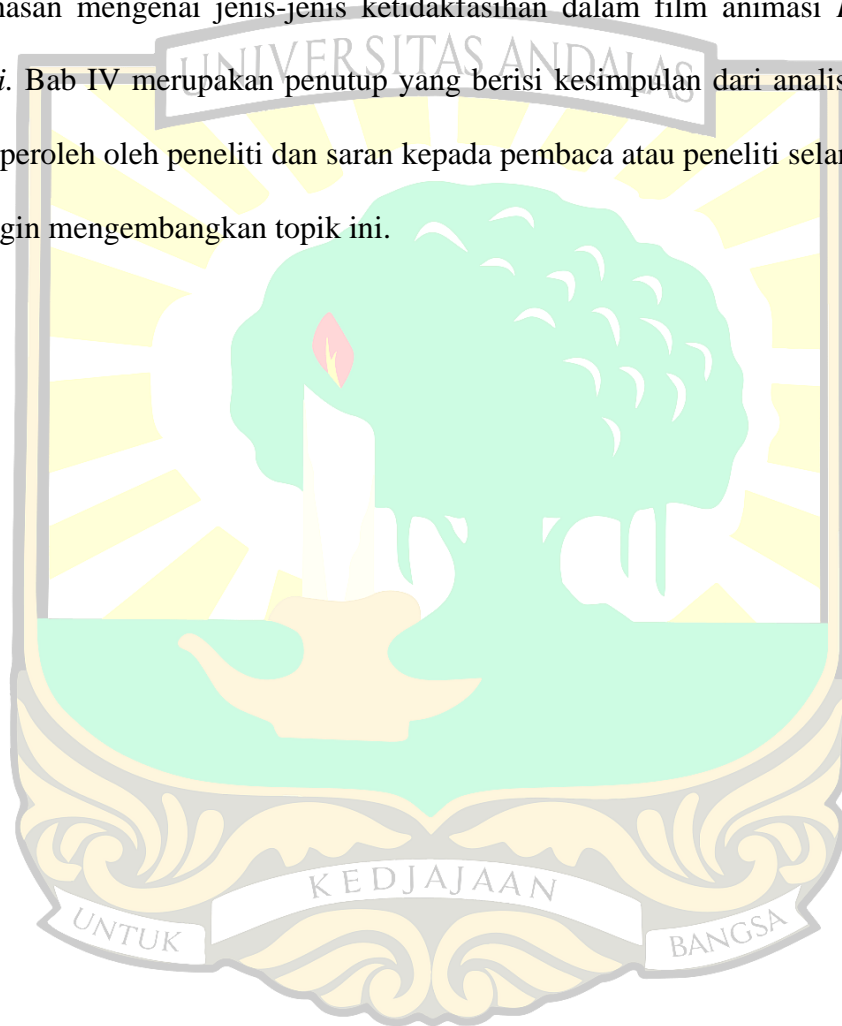 hasan mengenai jenis-jenis ketidakfasihan dalam film animasi
UNIVERSITAS ANDALAS
i. Bab IV merupakan penutup yang berisi kesimpulan dari analis
peroleh oleh peneliti dan saran kepada pembaca atau peneliti sela
gin mengembangkan topik ini.
UNTUK KEDJAJAAN BANGSA